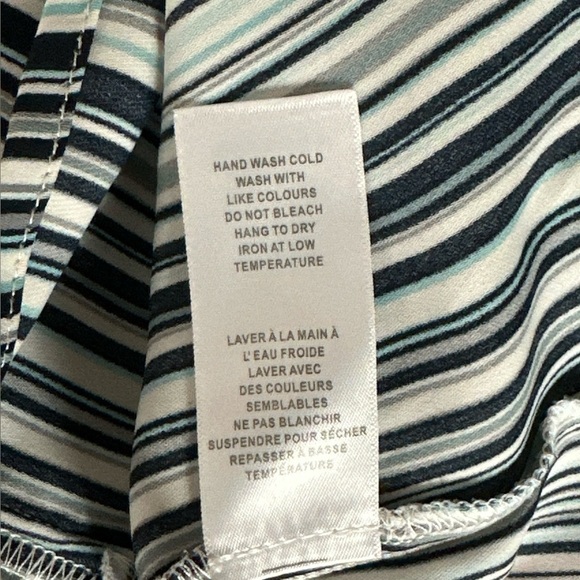 HAND WASH COLD
WASH WITH
LIKE COLOURS
DO NOT BLEACH
HANG TO DRY
IRON AT LOW
TEMPERATURE
LAVER À LA MAIN À
L'EAU FROIDE
LAVER AVEC
DES COULEURS
SEMBLABLES
NE PAS BLANCHIR
SUSPENDRE POUR SÉCHER
REPASSER À BASSE
TEMPÉRATURE